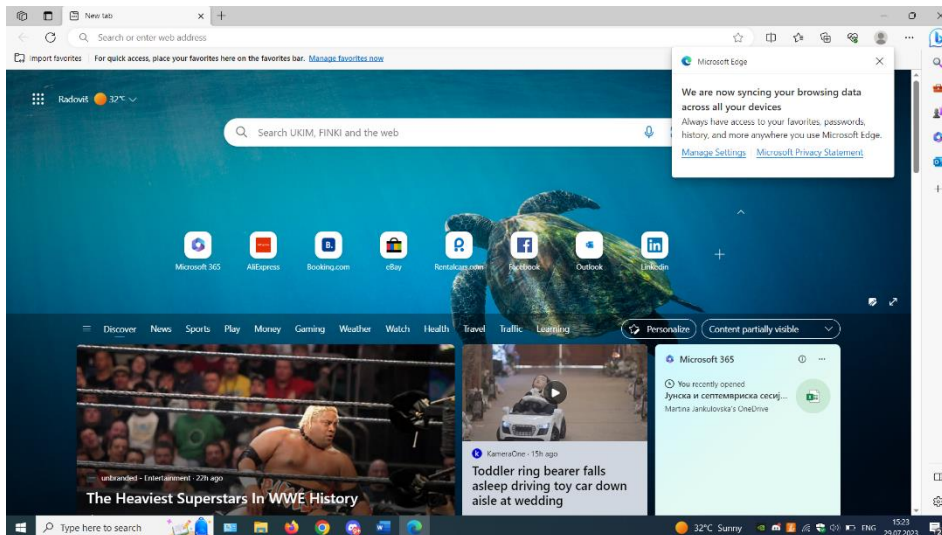 New tab
Search or enter web address
Import favorites
For quick access, place your favorites here on the favorites bar. Manage favorites now
Microsoft Edge
We are now syncing your browsing data
across all your devices
Always have access to your favorites, passwords,
history, and more anywhere you use Microsoft Edge.
Manage Settings Microsoft Privacy Statement
Radoviš 32°C
Search UKIM, FINKI and the web
Microsoft 365
AliExpress
Booking.com
eBay
Rentalcars.com
Facebook
Outlook
LinkedIn
Discover News Sports Play Money Gaming Weather Watch Health Travel Traffic Learning
Personalize
Content partially visible
unbranded - Entertainment · 22h ago
The Heaviest Superstars In WWE History
KameraOne · 15h ago
Toddler ring bearer falls
asleep driving toy car down
aisle at wedding
Microsoft 365
You recently opened
Јунска и септемвриска сесиј...
Martina Jankulovska's OneDrive
Type here to search
32°C Sunny
ENG
15:23
29.07.2023